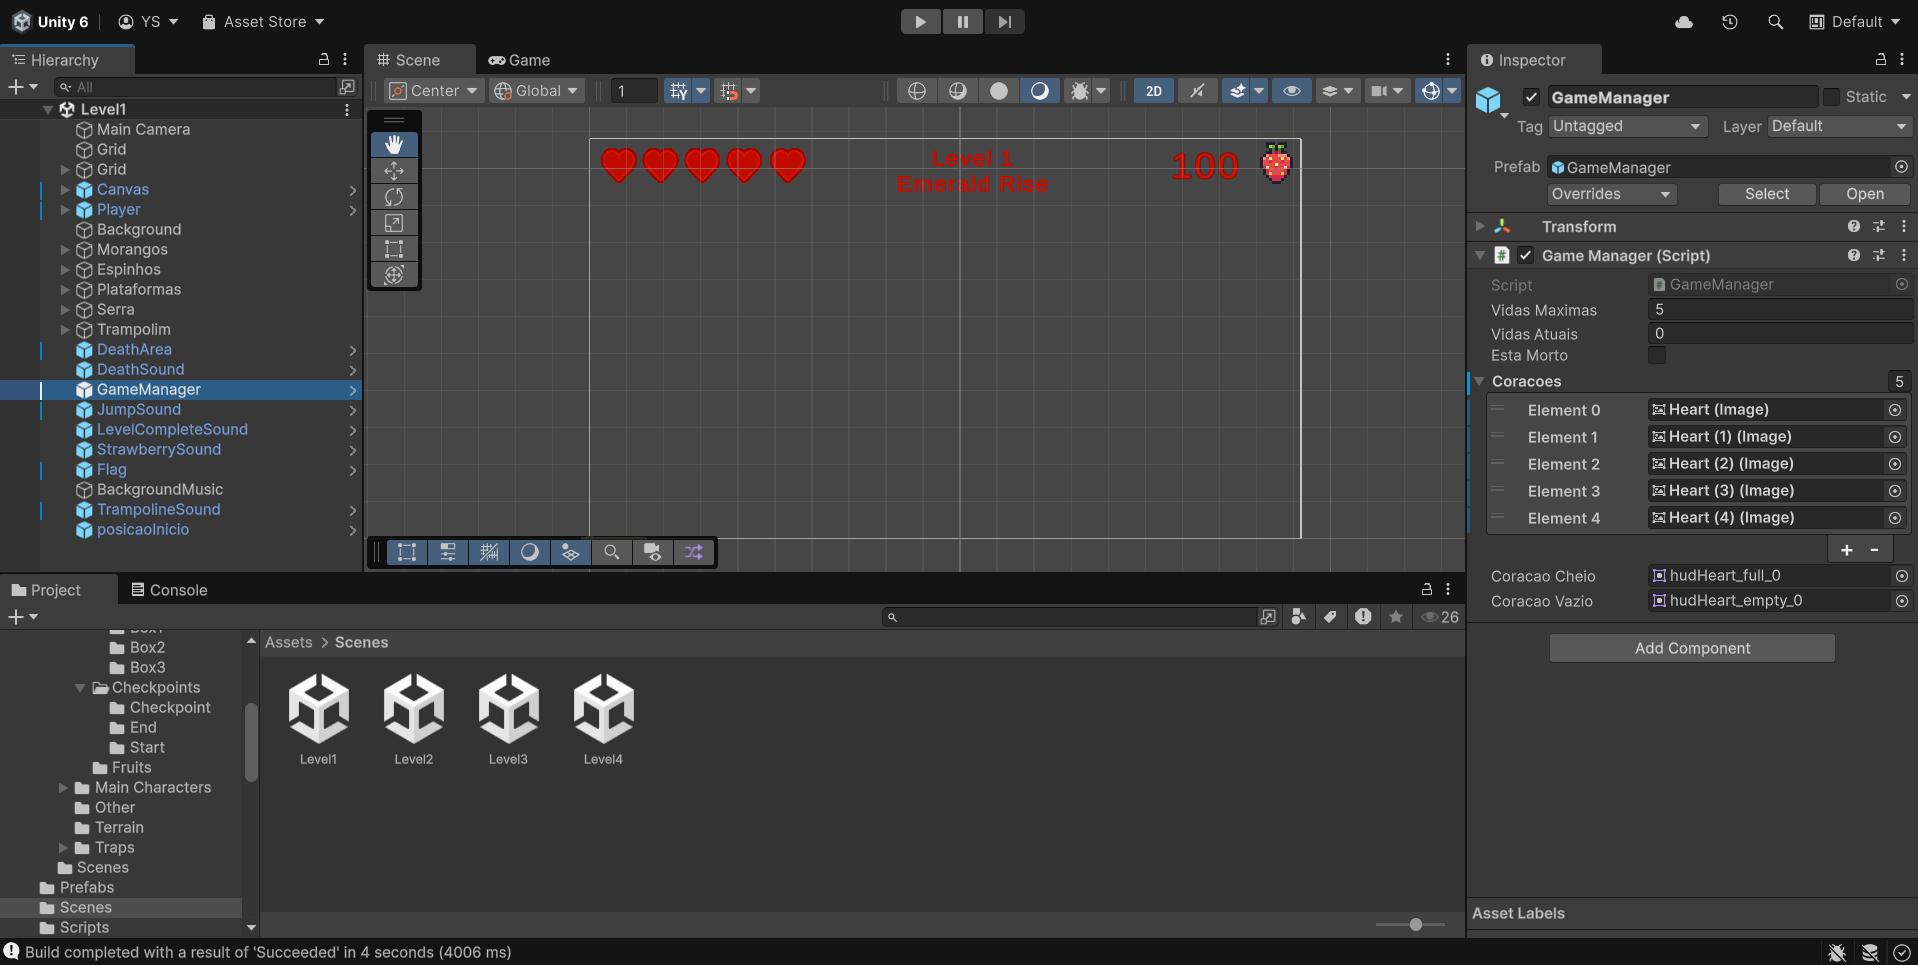 Unity 6 YS Asset Store Default
Hierarchy
All
Level1
Main Camera
Grid
Grid
Canvas
Player
Background
Morangos
Espinhos
Plataformas
Serra
Trampolim
DeathArea
DeathSound
GameManager
JumpSound
LevelCompleteSound
StrawberrySound
Flag
BackgroundMusic
TrampolineSound
posicaoInicio
Scene Game
Center Global 1 2D
Level 1
Emerald Rise
100
Inspector
GameManager Static
Tag Untagged Layer Default
Prefab GameManager
Overrides Select Open
Transform
Game Manager (Script)
Script GameManager
Vidas Maximas 5
Vidas Atuais 0
Esta Morto
Coracoes 5
Element 0 Heart (Image)
Element 1 Heart (1) (Image)
Element 2 Heart (2) (Image)
Element 3 Heart (3) (Image)
Element 4 Heart (4) (Image)
+ -
Coracao Cheio hudHeart_full_0
Coracao Vazio hudHeart_empty_0
Add Component
Asset Labels
Project Console
26
Box1
Box2
Box3
Checkpoints
Checkpoint
End
Start
Fruits
Main Characters
Other
Terrain
Traps
Scenes
Prefabs
Scenes
Scripts
Assets > Scenes
Level1 Level2 Level3 Level4
Build completed with a result of 'Succeeded' in 4 seconds (4006 ms)